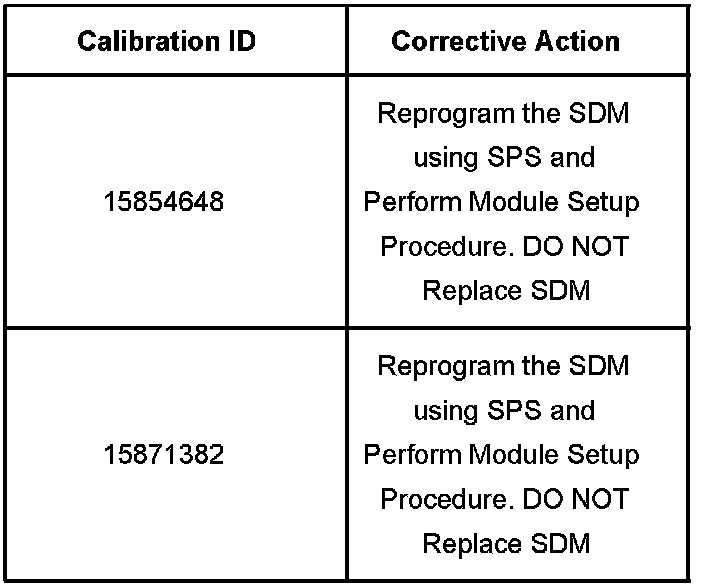 Calibration ID
Corrective Action
15854648
Reprogram the SDM
using SPS and
Perform Module Setup
Procedure. DO NOT
Replace SDM
15871382
Reprogram the SDM
using SPS and
Perform Module Setup
Procedure. DO NOT
Replace SDM